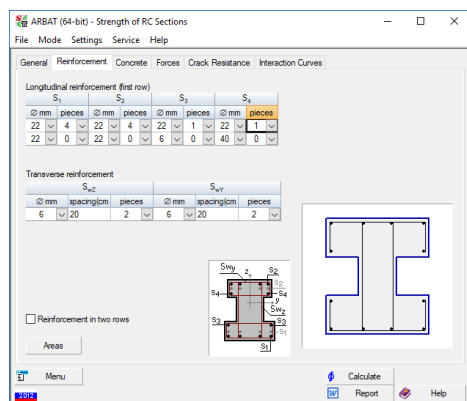 ARBAT (64-bit) - Strength of RC Sections
File Mode Settings Service Help
General Reinforcement Concrete Forces Crack Resistance Interaction Curves
Longitudinal reinforcement (first row)
S1 S2 S3 S4
∅ mm pieces ∅ mm pieces ∅ mm pieces ∅ mm pieces
22 4 22 4 22 1 22 1
22 0 22 0 6 0 40 0
Transverse reinforcement
SwZ SwY
∅ mm spacing(cm pieces ∅ mm spacing(cm pieces
6 20 2 6 20 2
Swy z S2
S2
S4 S4
y
Swz
S3 S3
S1
S1
Reinforcement in two rows
Areas
Menu Calculate
2012 Report Help